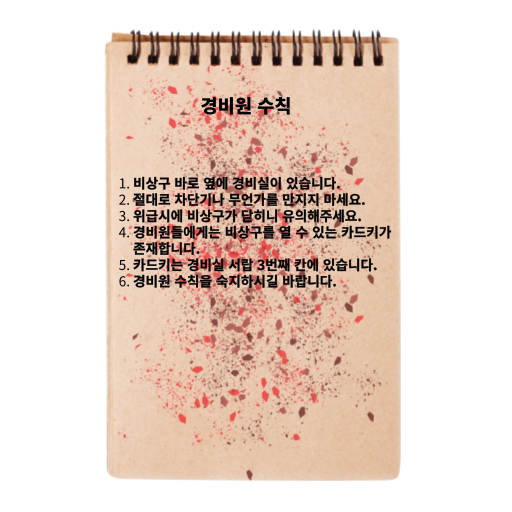 경비원 수칙
1. 비상구 바로 옆에 경비실이 있습니다.
2. 절대로 차단기나 무언가를 만지지 마세요.
3. 위급시에 비상구가 닫히니 유의해주세요.
4. 경비원들에게는 비상구를 열 수 있는 카드키가
존재합니다.
5. 카드키는 경비실 서랍 3번째 칸에 있습니다.
6. 경비원 수칙을 숙지하시길 바랍니다.